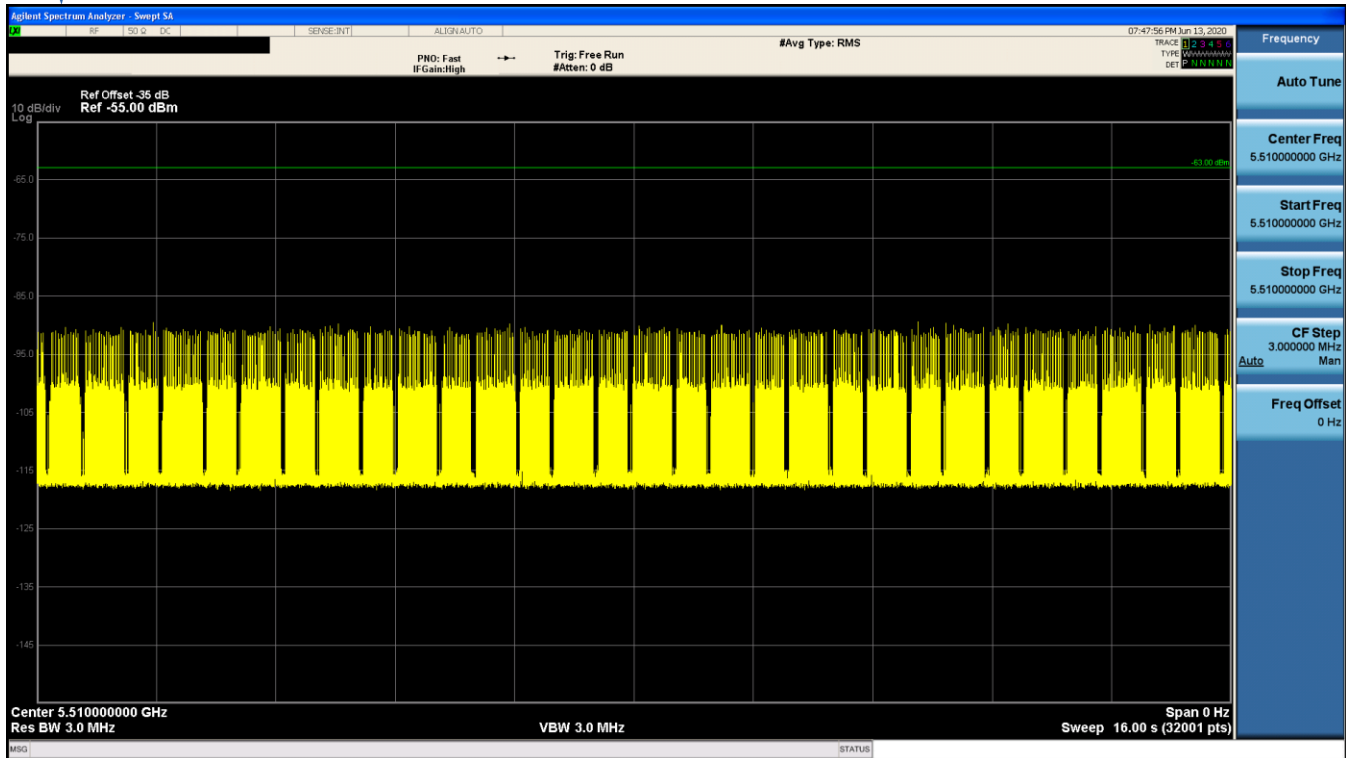 Agilent Spectrum Analyzer - Swept SA
RF 50 Ω DC SENSE:INT ALIGN AUTO 07:47:56 PM Jun 13, 2020
#Avg Type: RMS
TRACE 1 2 3 4 5 6
PNO: Fast Trig: Free Run TYPE WWWWWW
IFGain:High #Atten: 0 dB DET P N N N N N
Ref Offset -35 dB
10 dB/div Ref -55.00 dBm
Log
-63.00 dBm
-65.0
-75.0
-85.0
-95.0
-105
-115
-125
-135
-145
Center 5.510000000 GHz Span 0 Hz
Res BW 3.0 MHz VBW 3.0 MHz Sweep 16.00 s (32001 pts)
MSG STATUS
Frequency
Auto Tune
Center Freq
5.510000000 GHz
Start Freq
5.510000000 GHz
Stop Freq
5.510000000 GHz
CF Step
3.000000 MHz
Auto Man
Freq Offset
0 Hz